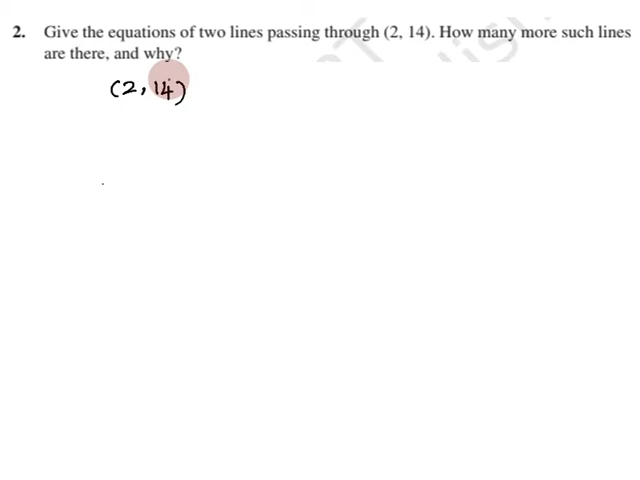 2. Give the equations of two lines passing through (2, 14). How many more such lines
are there, and why?
(2, 14)